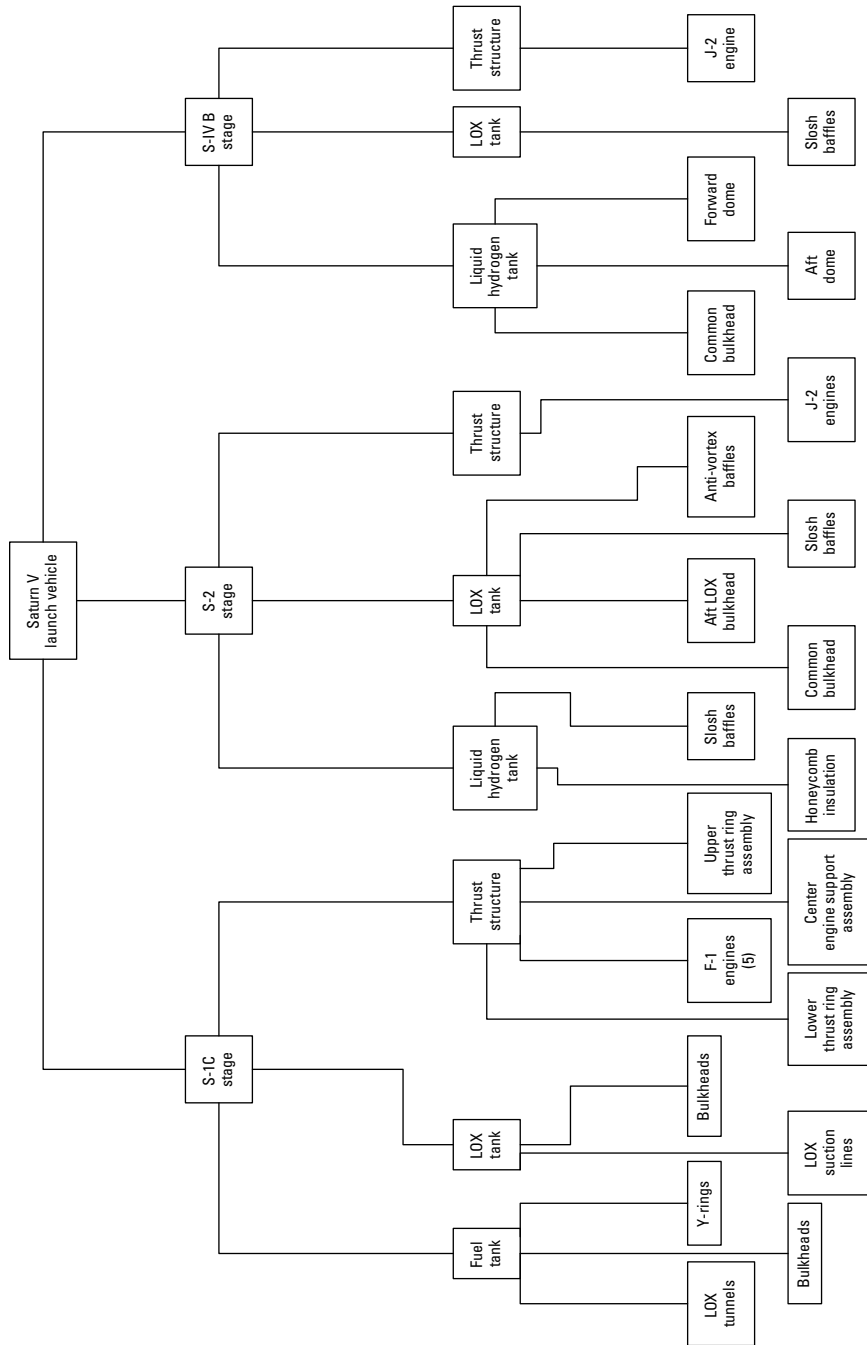 Saturn V
launch vehicle
S-1C
stage
S-2
stage
S-IV B
stage
Fuel
tank
LOX
tank
Thrust
structure
Liquid
hydrogen
tank
LOX
tank
Thrust
structure
Liquid
hydrogen
tank
LOX
tank
Thrust
structure
LOX
tunnels
Y-rings
Bulkheads
F-1
engines
(5)
Upper
thrust ring
assembly
Slosh
baffles
Aft LOX
bulkhead
Anti-vortex
baffles
Common
bulkhead
Forward
dome
J-2
engine
Bulkheads
LOX
suction
lines
Lower
thrust ring
assembly
Center
engine support
assembly
Honeycomb
insulation
Common
bulkhead
Slosh
baffles
J-2
engines
Aft
dome
Slosh
baffles